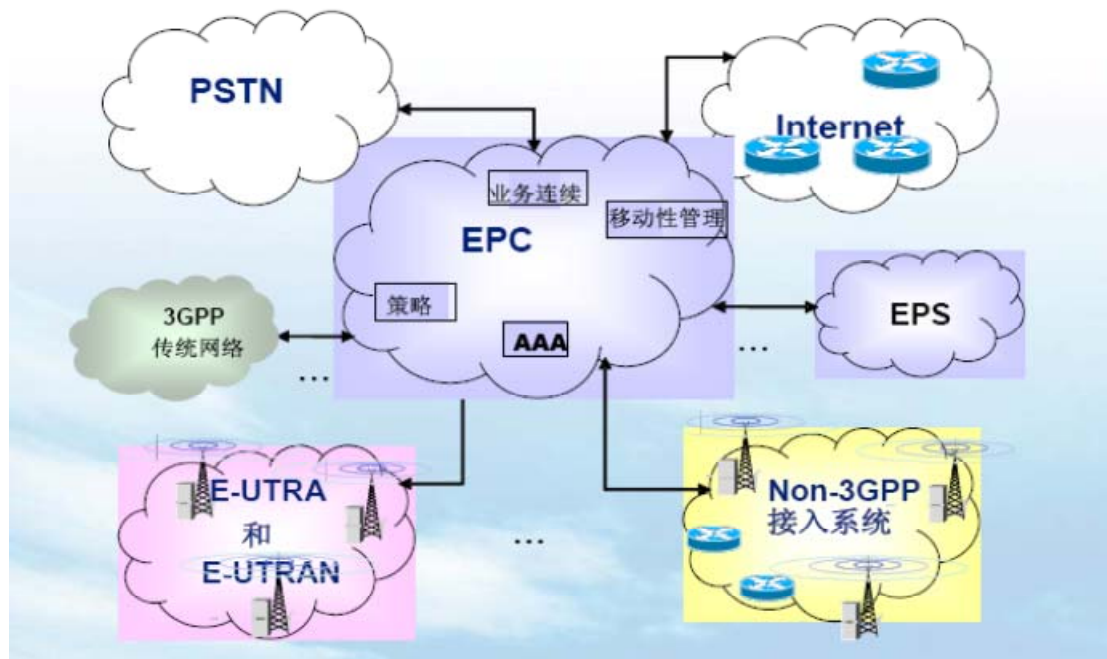 PSTN
Internet
业务连续
移动性管理
EPC
策略
AAA
3GPP
传统网络
EPS
...
...
E-UTRA
和
E-UTRAN
...
Non-3GPP
接入系统